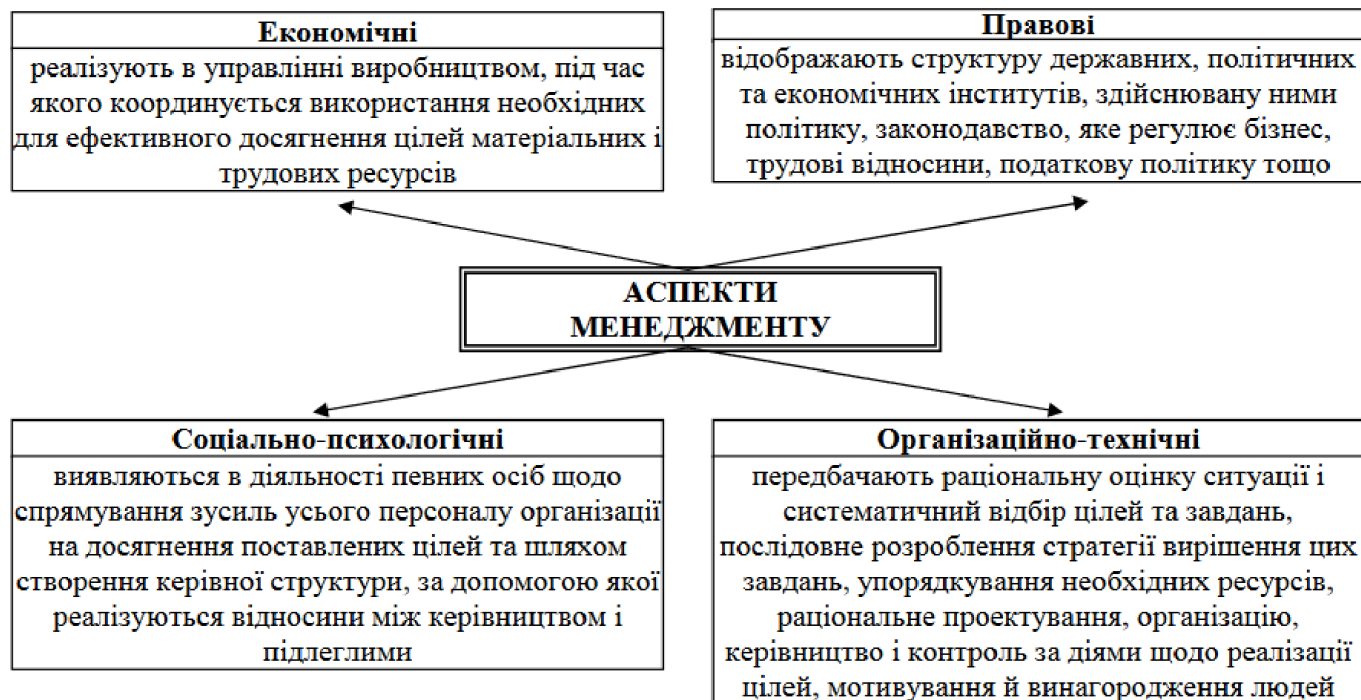 Економічні
реалізують в управлінні виробництвом, під час
якого координується використання необхідних
для ефективного досягнення цілей матеріальних і
трудових ресурсів
Правові
відображають структуру державних, політичних
та економічних інститутів, здійснювану ними
політику, законодавство, яке регулює бізнес,
трудові відносини, податкову політику тощо
АСПЕКТИ
МЕНЕДЖМЕНТУ
Соціально-психологічні
виявляються в діяльності певних осіб щодо
спрямування зусиль усього персоналу організації
на досягнення поставлених цілей та шляхом
створення керівної структури, за допомогою якої
реалізуються відносини між керівництвом і
підлеглими
Організаційно-технічні
передбачають раціональну оцінку ситуації і
систематичний відбір цілей та завдань,
послідовне розроблення стратегії вирішення цих
завдань, упорядкування необхідних ресурсів,
раціональне проектування, організацію,
керівництво і контроль за діями щодо реалізації
цілей, мотивування й винагородження людей